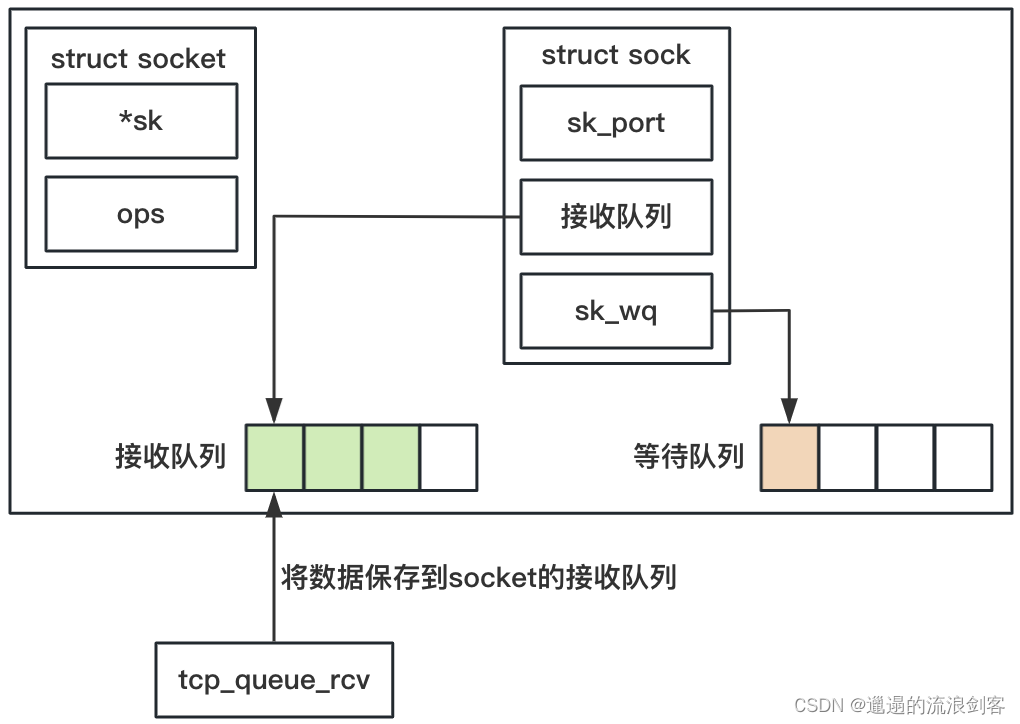 struct socket
*sk
ops
struct sock
sk_port
接收队列
sk_wq
接收队列
等待队列
将数据保存到socket的接收队列
tcp_queue_rcv
CSDN @邋遢的流浪剑客